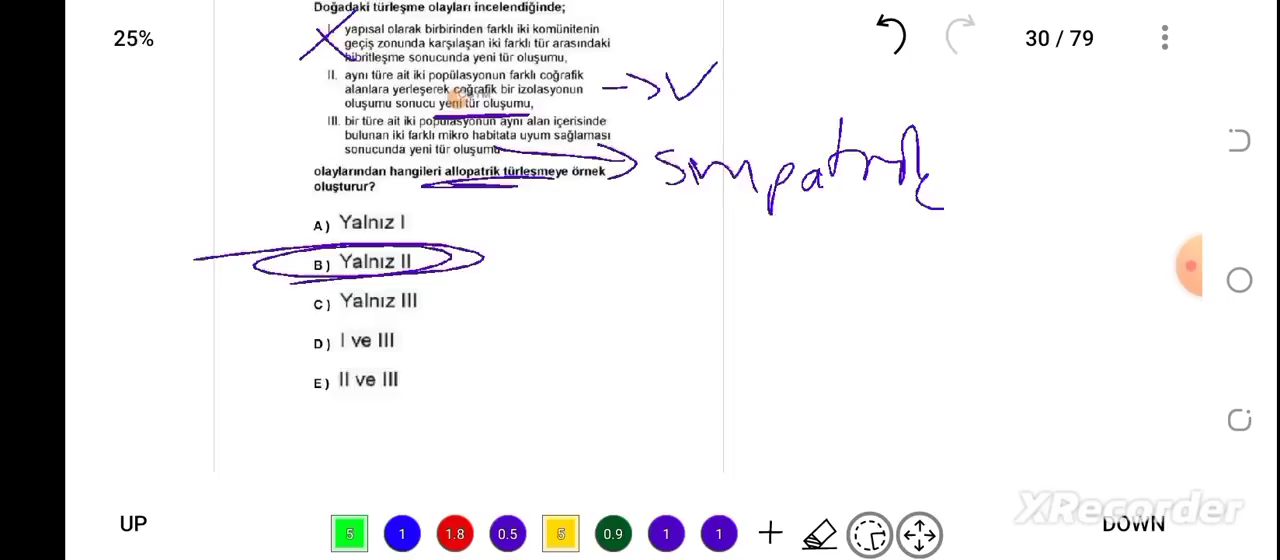 Doğadaki türleşme olayları incelendiğinde;
25%
30 / 79
I. yapısal olarak birbirinden farklı iki komünitenin
geçiş zonunda karşılaşan iki farklı tür arasındaki
hibritleşme sonucunda yeni tür oluşumu,
II. aynı türe ait iki popülasyonun farklı coğrafik
alanlara yerleşerek coğrafik bir izolasyonun
oluşumu sonucu yeni tür oluşumu,
III. bir türe ait iki popülasyonun aynı alan içerisinde
bulunan iki farklı mikro habitata uyum sağlaması
sonucunda yeni tür oluşumu
Simpatrik
olaylarından hangileri allopatrik türleşmeye örnek
oluşturur?
A) Yalnız I
B) Yalnız II
C) Yalnız III
D) I ve III
E) II ve III
XRecorder
UP
5 1 1.8 0.5 5 0.9 1 1
DOWN